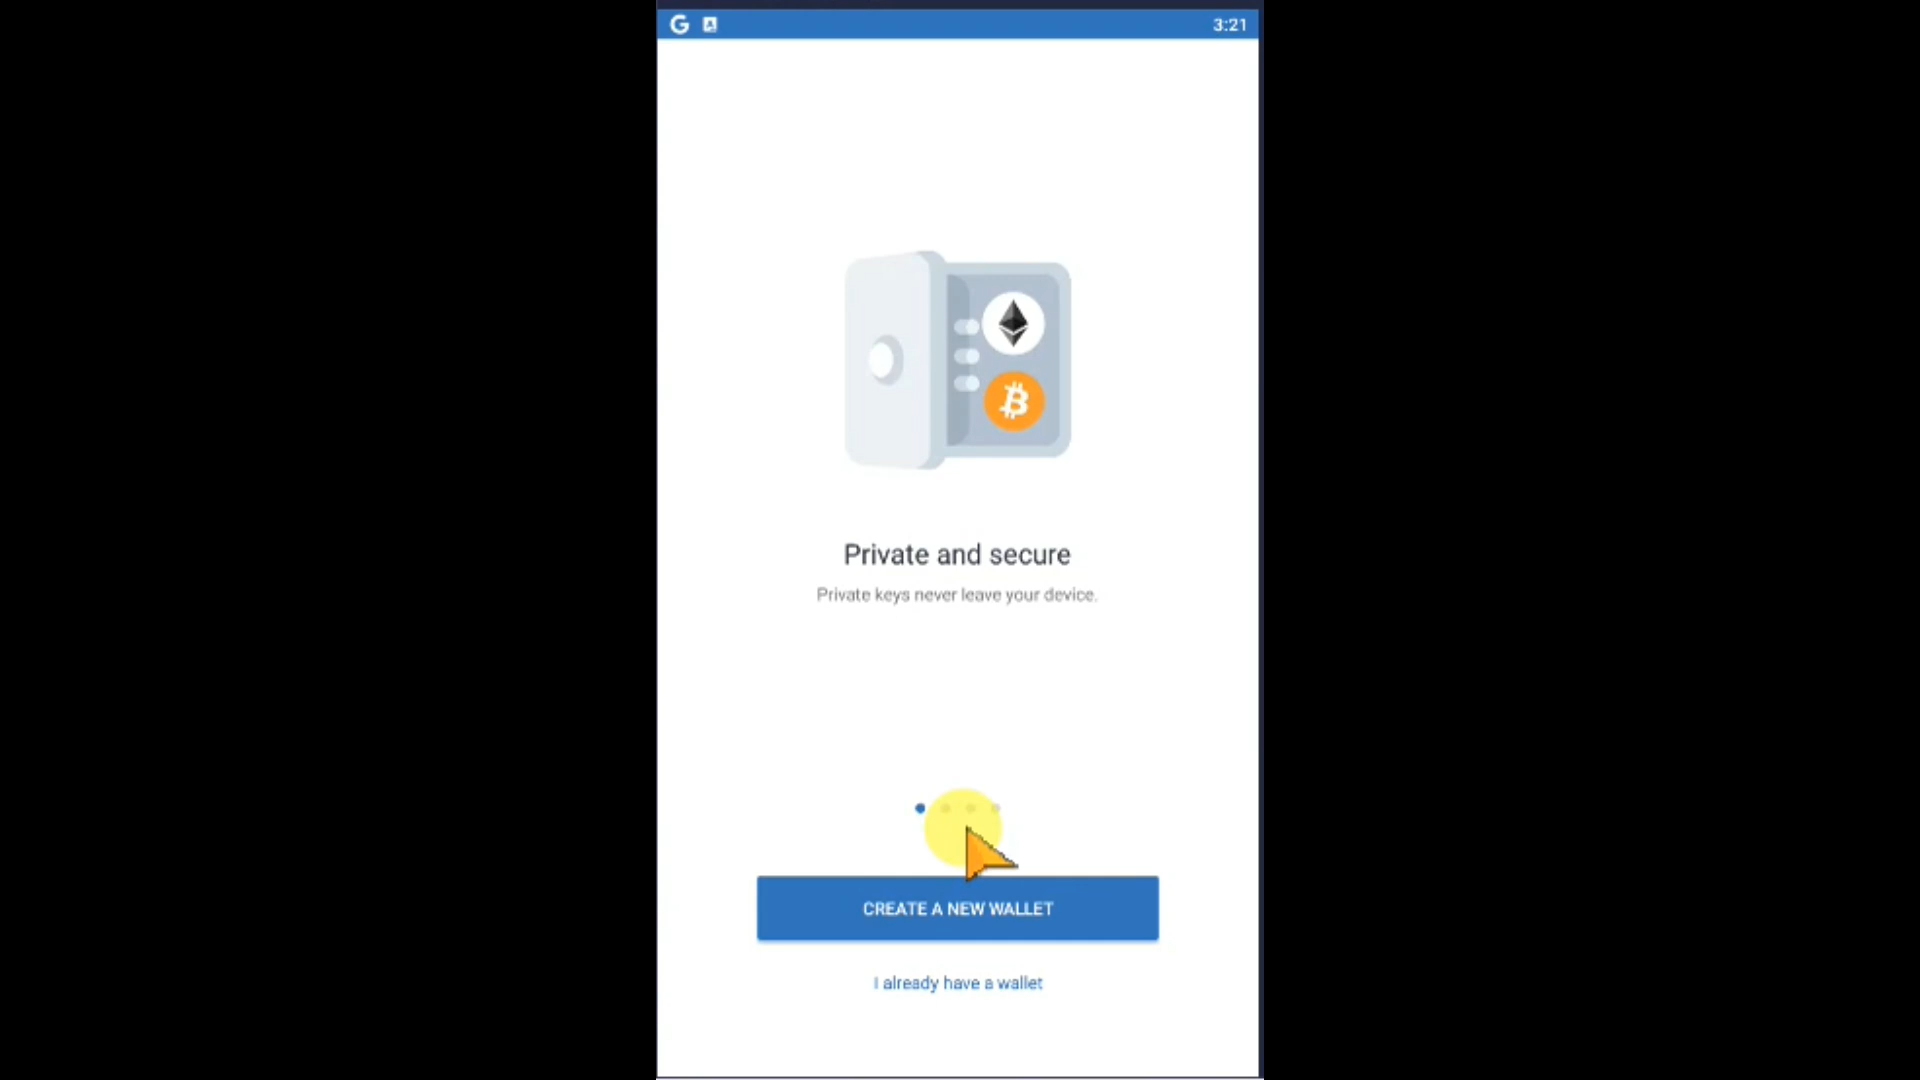 3:21
Private and secure
Private keys never leave your device.
CREATE A NEW WALLET
I already have a wallet